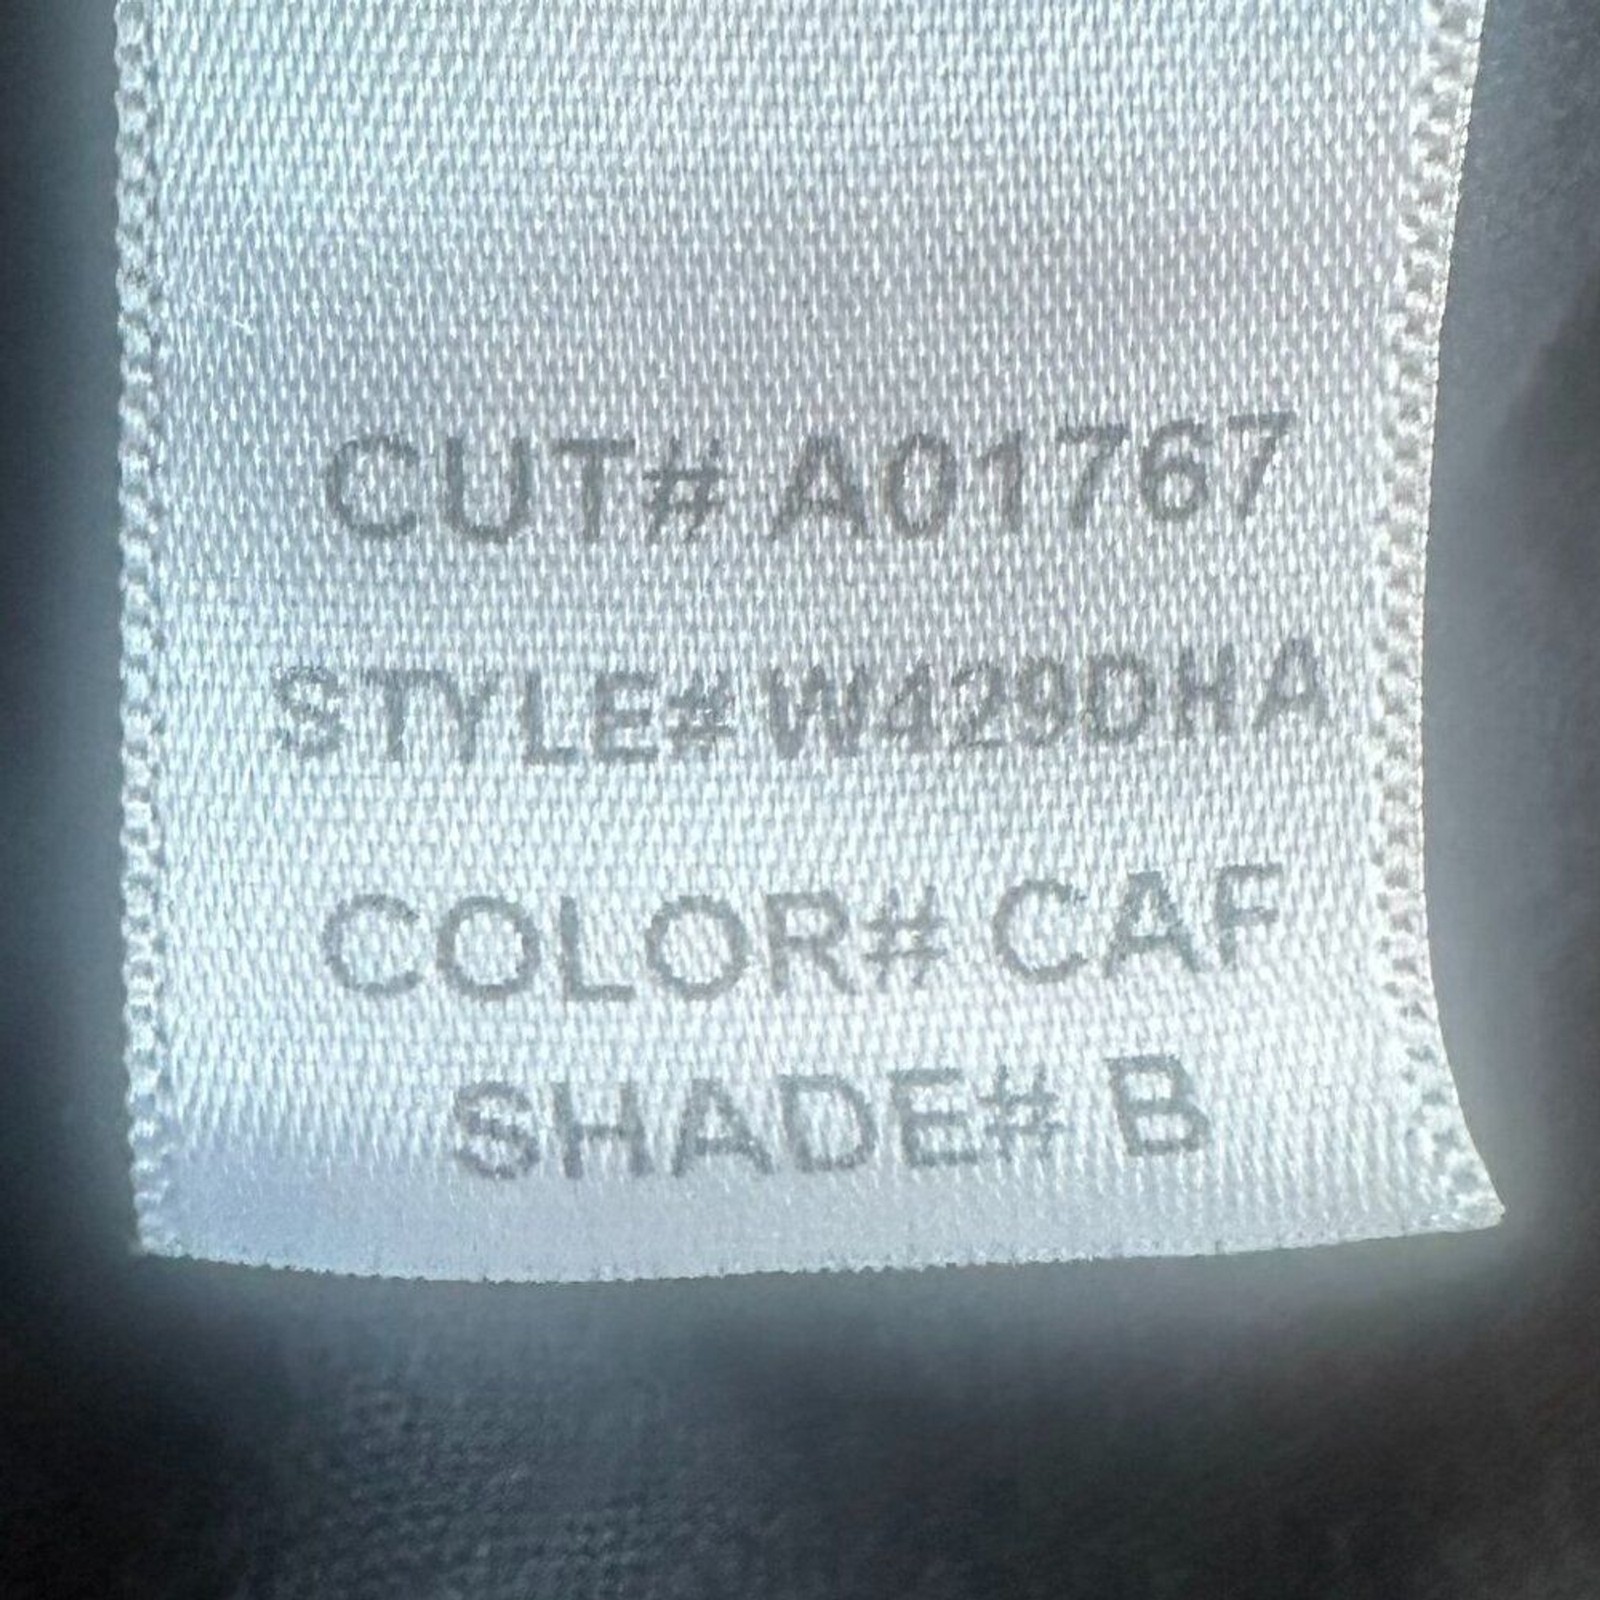 CUT# A01767
STYLE# W429DHA
COLOR# CAF
SHADE# B